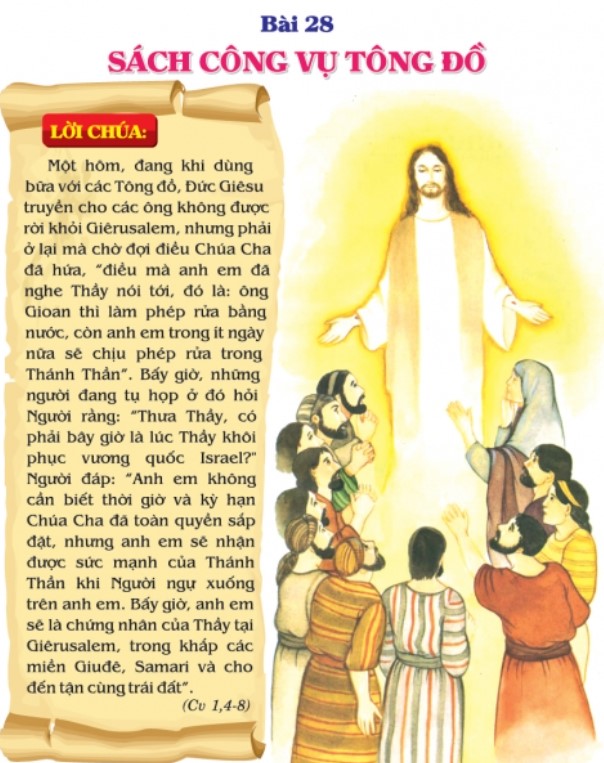 Bài 28
SÁCH CÔNG VỤ TÔNG ĐỒ
LỜI CHÚA:
Một hôm, đang khi dùng
bữa với các Tông đồ, Đức Giêsu
truyền cho các ông không được
rời khỏi Giêrusalem, nhưng phải
ở lại mà chờ đợi điều Chúa Cha
đã hứa, “điều mà anh em đã
nghe Thầy nói tới, đó là: ông
Gioan thì làm phép rửa bằng
nước, còn anh em trong ít ngày
nữa sẽ chịu phép rửa trong
Thánh Thần”. Bấy giờ, những
người đang tụ họp ở đó hỏi
Người rằng: “Thưa Thầy, có
phải bây giờ là lúc Thầy khôi
phục vương quốc Israel?"
Người đáp: “Anh em không
cần biết thời giờ và kỳ hạn
Chúa Cha đã toàn quyền sắp
đặt, nhưng anh em sẽ nhận
được sức mạnh của Thánh
Thần khi Người ngự xuống
trên anh em. Bấy giờ, anh em
sẽ là chứng nhân của Thầy tại
Giêrusalem, trong khắp các
miền Giuđê, Samari và cho
đến tận cùng trái đất”.
(Cv 1,4-8)